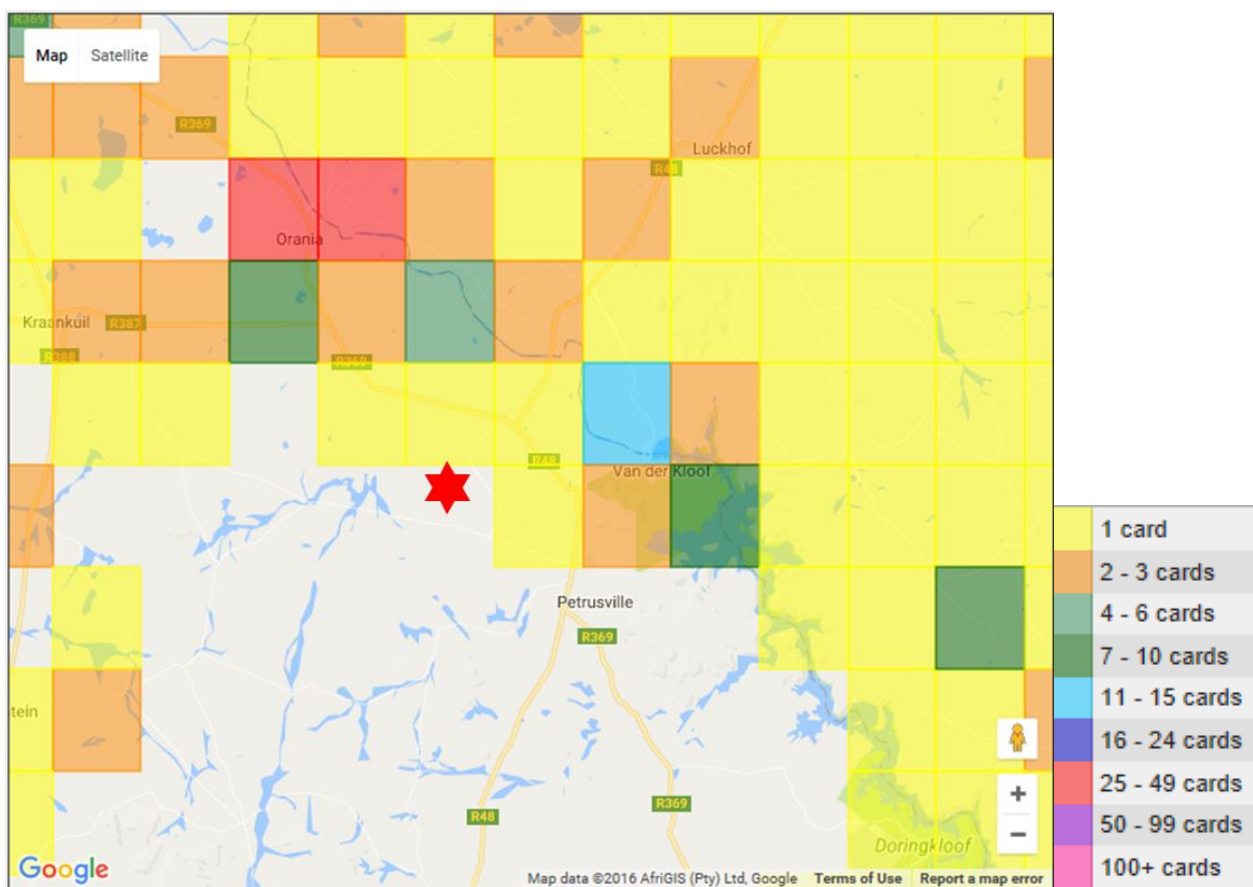 R369
Map Satellite
R369
Luckhof
R48
Orania
Kraankuil R387
R388
R369
R48
Van der Kloof
Petrusville
R369
tein
R48
R369
Doringkloof
Google
Map data ©2016 AfriGIS (Pty) Ltd, Google Terms of Use Report a map error
1 card
2 - 3 cards
4 - 6 cards
7 - 10 cards
11 - 15 cards
16 - 24 cards
25 - 49 cards
50 - 99 cards
100+ cards